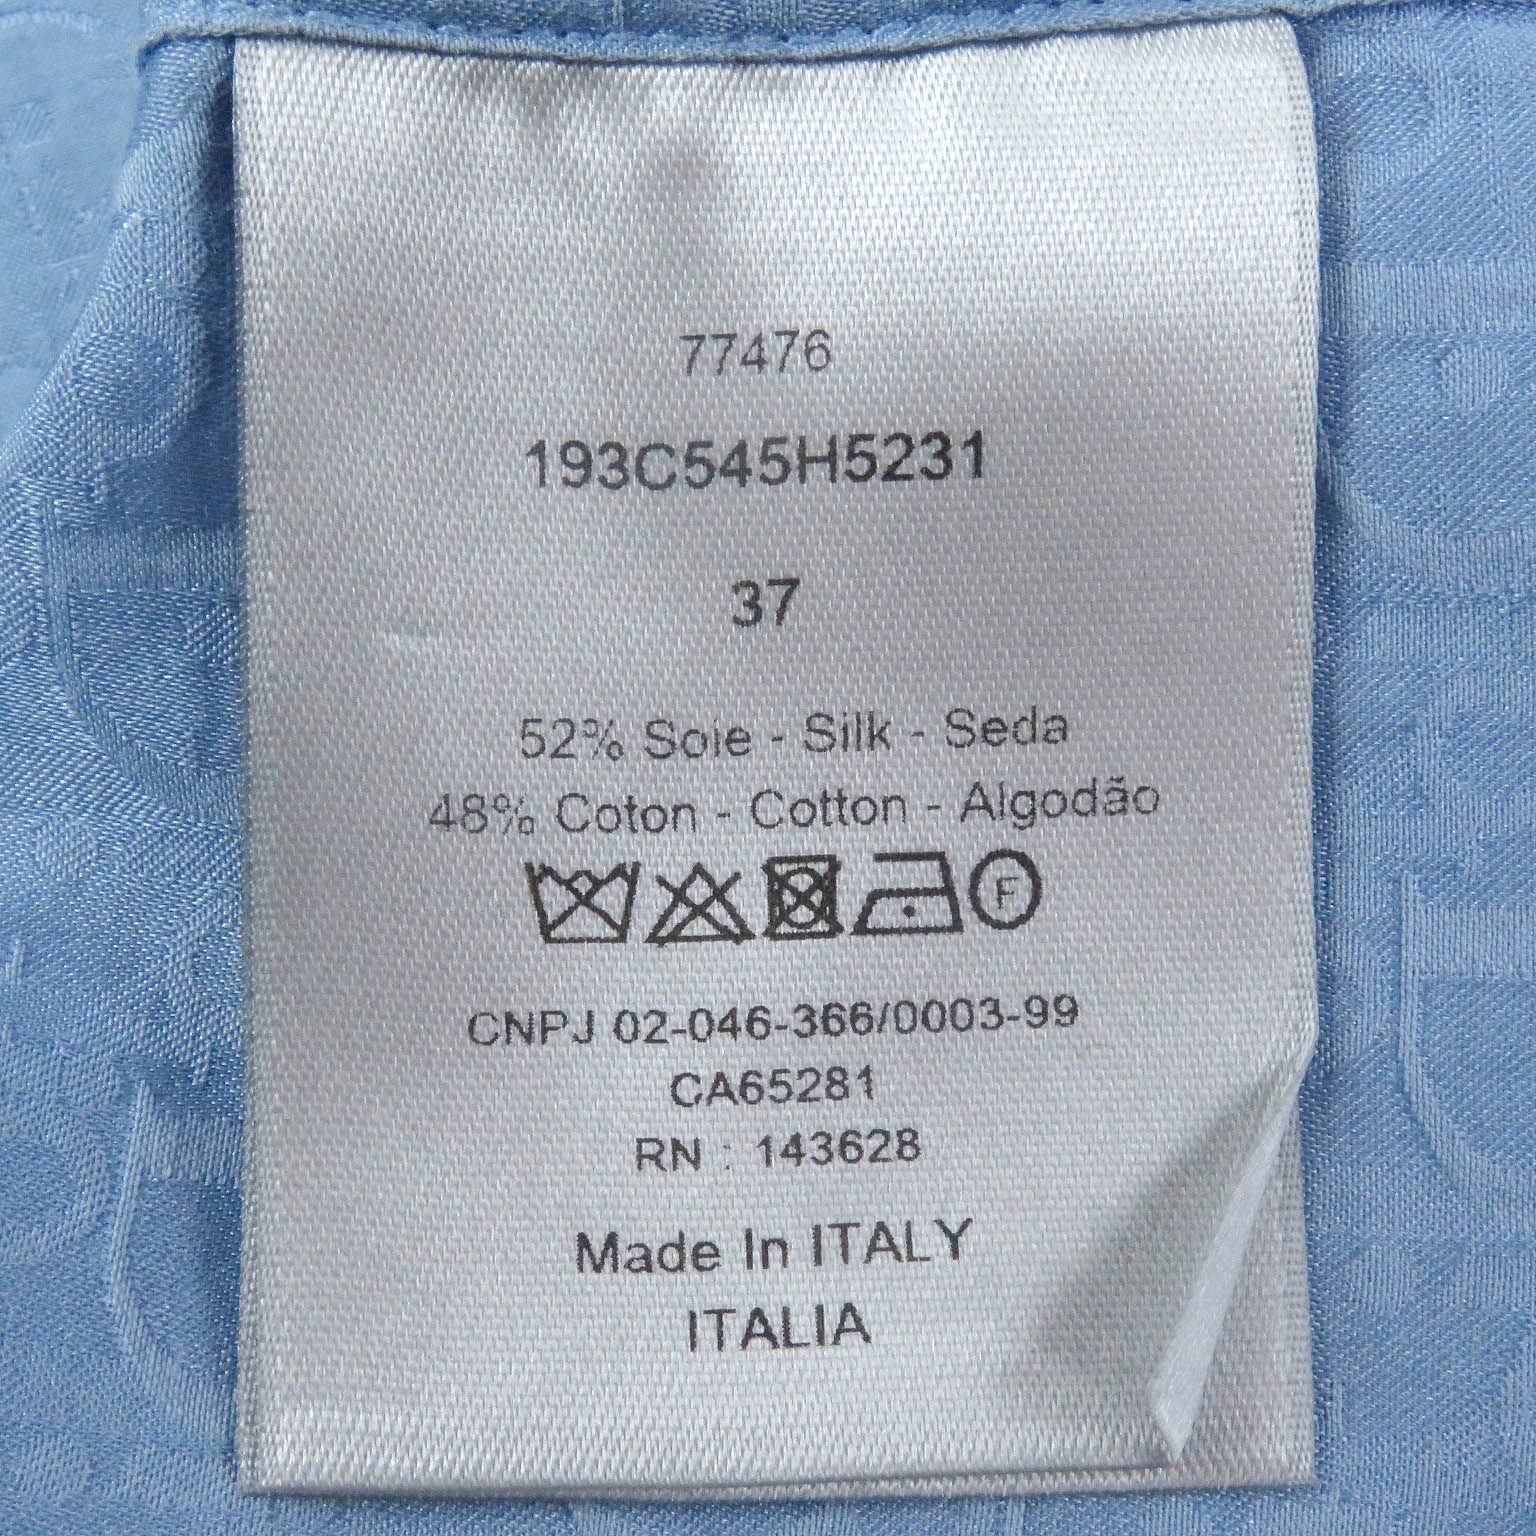 77476
193C545H5231
37
52% Soie - Silk - Seda
48% Coton - Cotton - Algodão
F
CNPJ 02-046-366/0003-99
CA65281
RN : 143628
Made In ITALY
ITALIA